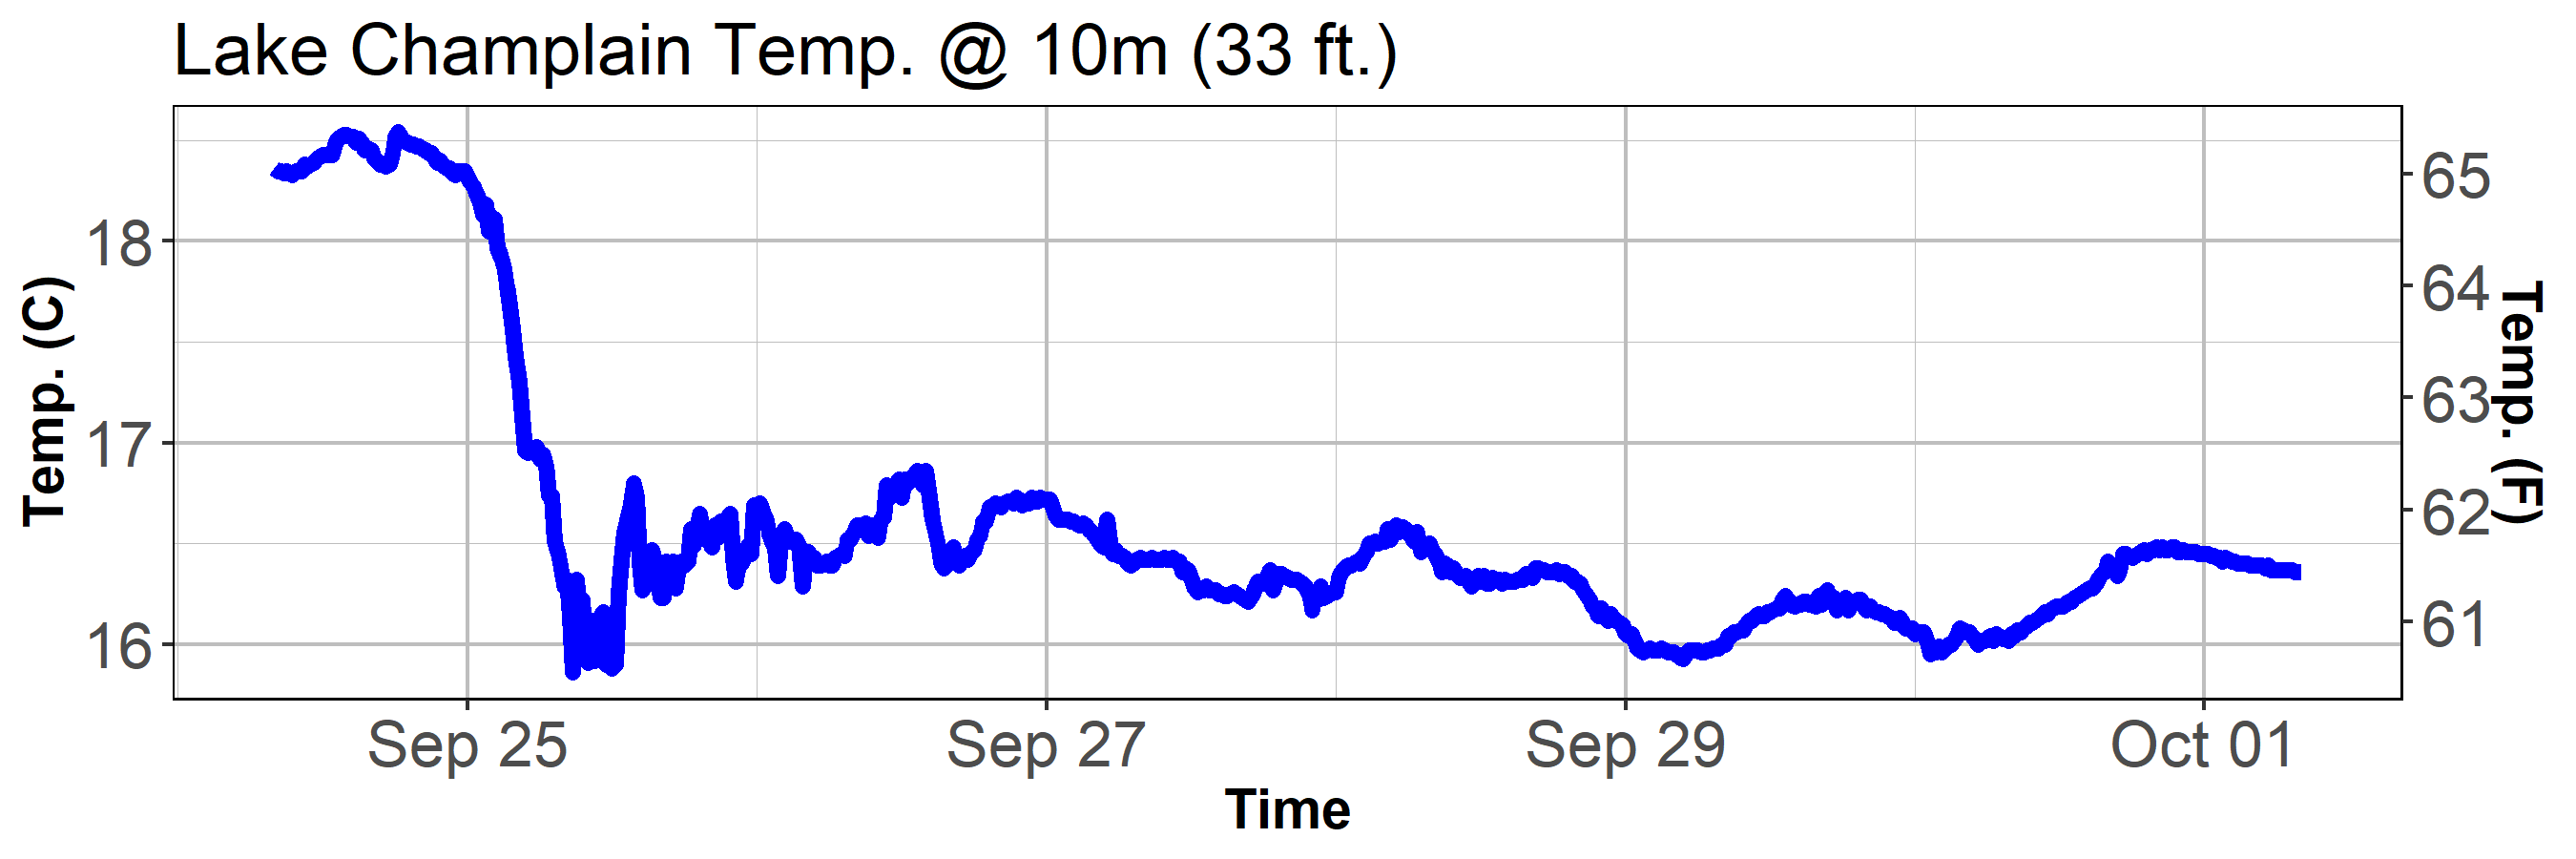 Lake Champlain Temp. @ 10m (33 ft.)
Temp. (C)
18
17
16
65
64
63
62
61
Temp. (F)
Sep 25
Sep 27
Sep 29
Oct 01
Time